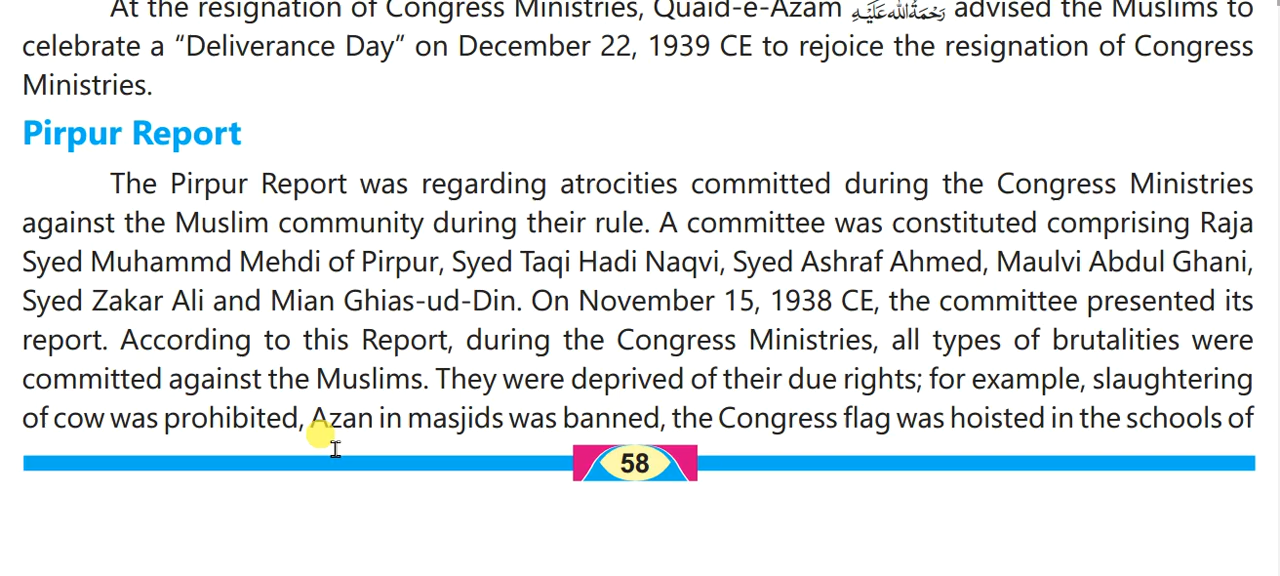 At the resignation of Congress Ministries, Quaid-e-Azam رَحْمَةُ اللّٰه عَلَيْهِ advised the Muslims to
celebrate a “Deliverance Day” on December 22, 1939 CE to rejoice the resignation of Congress
Ministries.
Pirpur Report
The Pirpur Report was regarding atrocities committed during the Congress Ministries
against the Muslim community during their rule. A committee was constituted comprising Raja
Syed Muhammd Mehdi of Pirpur, Syed Taqi Hadi Naqvi, Syed Ashraf Ahmed, Maulvi Abdul Ghani,
Syed Zakar Ali and Mian Ghias-ud-Din. On November 15, 1938 CE, the committee presented its
report. According to this Report, during the Congress Ministries, all types of brutalities were
committed against the Muslims. They were deprived of their due rights; for example, slaughtering
of cow was prohibited, Azan in masjids was banned, the Congress flag was hoisted in the schools of
58